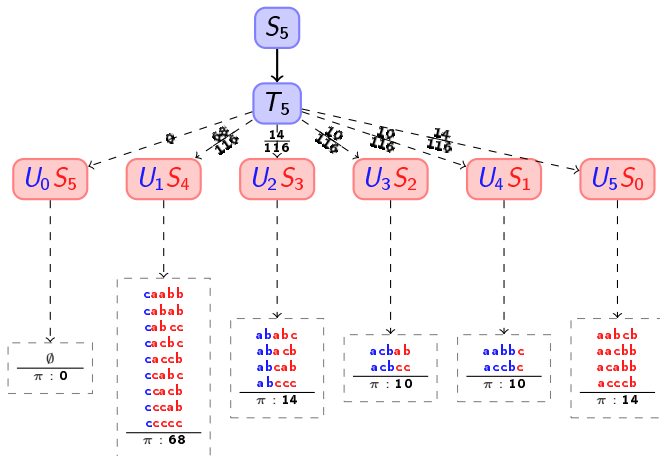 S5
T5
0
68/116
14/116
10/116
10/116
14/116
U0S5
U1S4
U2S3
U3S2
U4S1
U5S0
∅
π : 0
caabb
cabab
cabcc
cacbc
caccb
ccabc
ccacb
cccab
ccccc
π : 68
ababc
abacb
abcab
abccc
π : 14
acbab
acbcc
π : 10
aabbc
accbc
π : 10
aabcb
aacbb
acabb
acccb
π : 14